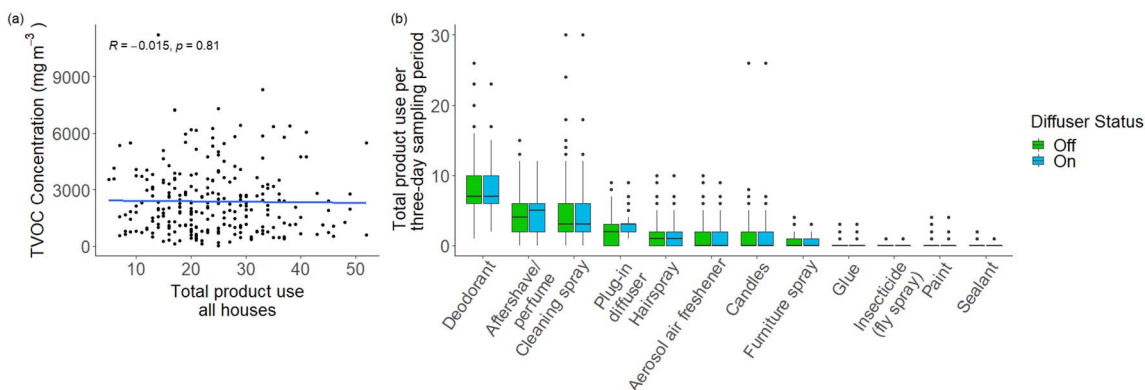 (a)
R = −0.015, p = 0.81
TVOC Concentration (mg m⁻³)
9000
6000
3000
0
10 20 30 40 50
Total product use
all houses
(b)
Total product use per
three-day sampling period
30
20
10
0
Deodorant
Aftershave/
perfume
Cleaning spray
Plug-in
diffuser
Hairspray
Aerosol air freshener
Candles
Furniture spray
Glue
Insecticide
(fly spray)
Paint
Sealant
Diffuser Status
Off
On